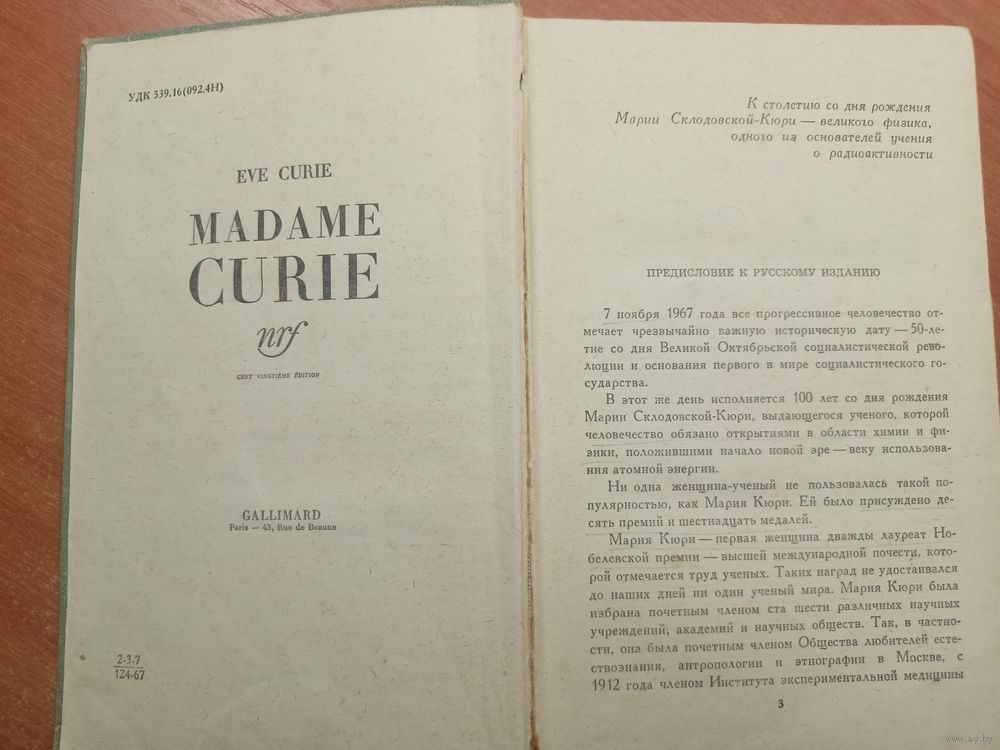 УДК 539.16(092.4Н)
EVE CURIE
MADAME
CURIE
nrf
CENT VINGTIÈME ÉDITION
GALLIMARD
Paris — 43, Rue de Beaune
2-3-7
124-67
К столетию со дня рождения
Марии Склодовской-Кюри — великого физика,
одного из основателей учения
о радиоактивности
ПРЕДИСЛОВИЕ К РУССКОМУ ИЗДАНИЮ
7 ноября 1967 года все прогрессивное человечество от-
мечает чрезвычайно важную историческую дату — 50-ле-
тие со дня Великой Октябрьской социалистической рево-
люции и основания первого в мире социалистического го-
сударства.
В этот же день исполняется 100 лет со дня рождения
Марии Склодовской-Кюри, выдающегося ученого, которой
человечество обязано открытиями в области химии и фи-
зики, положившими начало новой эре — веку использова-
ния атомной энергии.
Ни одна женщина-ученый не пользовалась такой по-
пулярностью, как Мария Кюри. Ей было присуждено де-
сять премий и шестнадцать медалей.
Мария Кюри — первая женщина дважды лауреат Но-
белевской премии — высшей международной почести, кото-
рой отмечается труд ученых. Таких наград не удостаивался
до наших дней ни один ученый мира. Мария Кюри была
избрана почетным членом ста шести различных научных
учреждений, академий и научных обществ. Так, в частно-
сти, она была почетным членом Общества любителей есте-
ствознания, антропологии и этнографии в Москве, с
1912 года членом Института экспериментальной медицины
3
www.ay.by